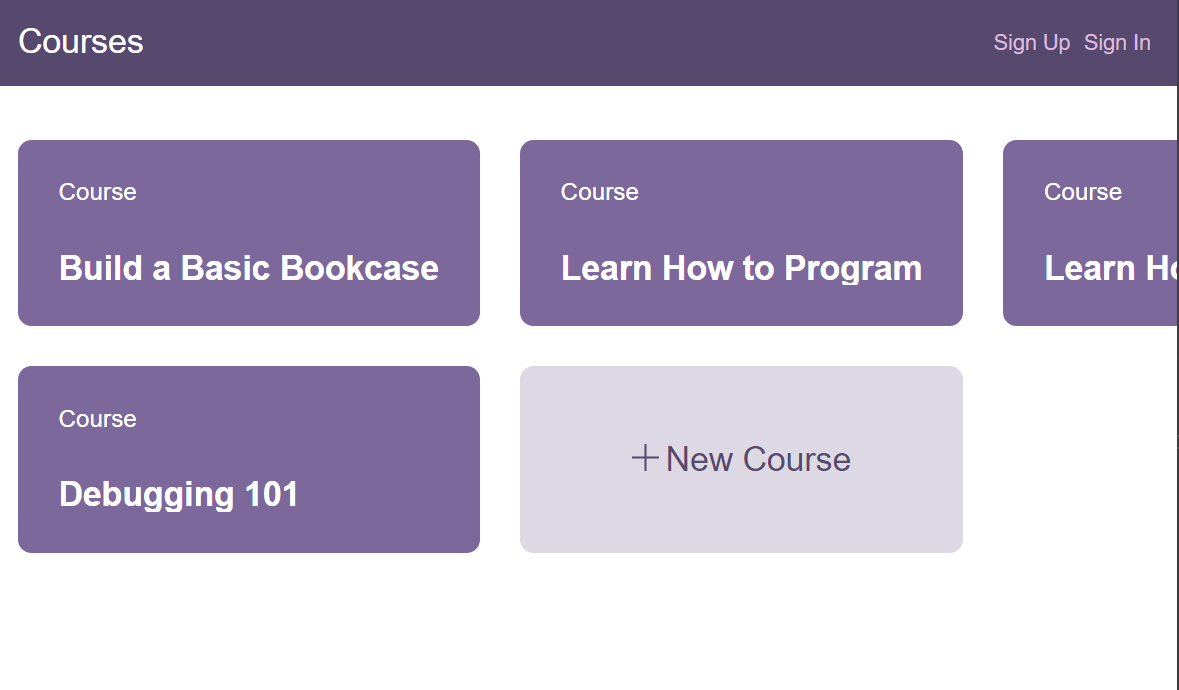 Courses
Sign Up Sign In
Course
Build a Basic Bookcase
Course
Learn How to Program
Course
Learn
Course
Debugging 101
New Course